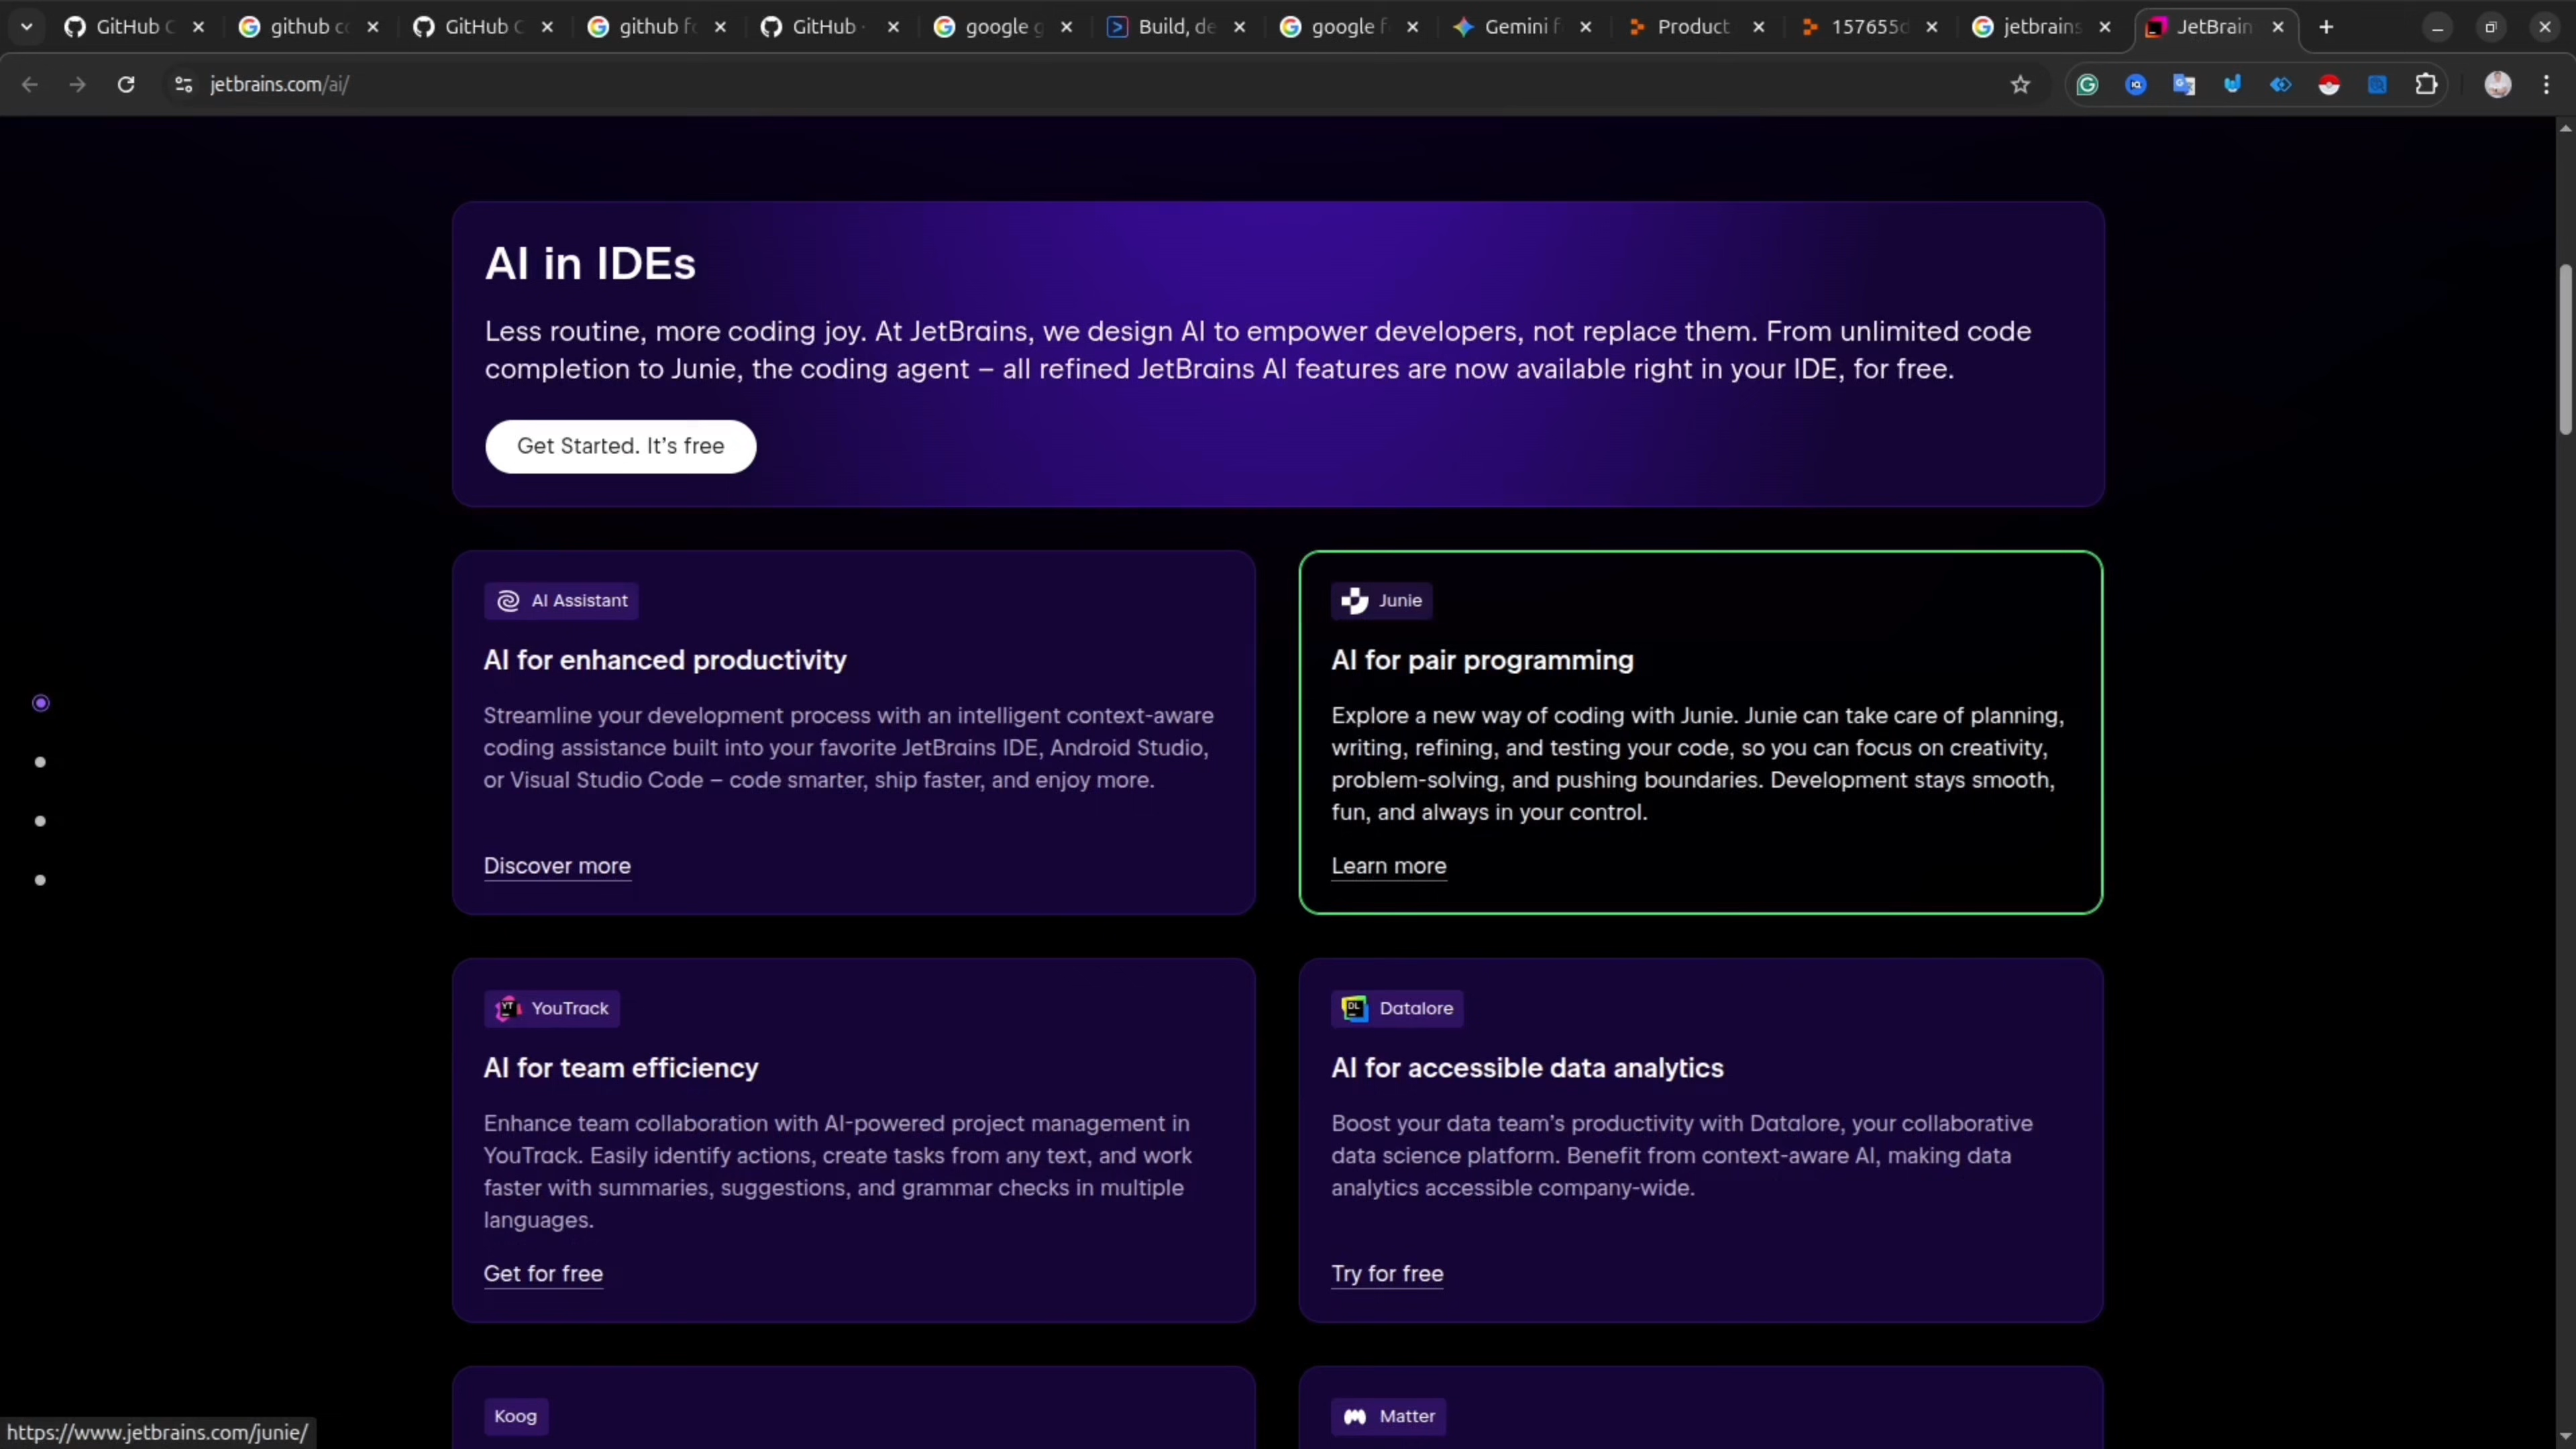 GitHub C
github co
GitHub C
github fo
GitHub
google g
Build, de
google f
Gemini f
Product
157655d
jetbrains
JetBrain
jetbrains.com/ai/
AI in IDEs
Less routine, more coding joy. At JetBrains, we design AI to empower developers, not replace them. From unlimited code
completion to Junie, the coding agent – all refined JetBrains AI features are now available right in your IDE, for free.
Get Started. It’s free
AI Assistant
AI for enhanced productivity
Streamline your development process with an intelligent context-aware
coding assistance built into your favorite JetBrains IDE, Android Studio,
or Visual Studio Code – code smarter, ship faster, and enjoy more.
Discover more
Junie
AI for pair programming
Explore a new way of coding with Junie. Junie can take care of planning,
writing, refining, and testing your code, so you can focus on creativity,
problem-solving, and pushing boundaries. Development stays smooth,
fun, and always in your control.
Learn more
YouTrack
AI for team efficiency
Enhance team collaboration with AI-powered project management in
YouTrack. Easily identify actions, create tasks from any text, and work
faster with summaries, suggestions, and grammar checks in multiple
languages.
Get for free
Datalore
AI for accessible data analytics
Boost your data team’s productivity with Datalore, your collaborative
data science platform. Benefit from context-aware AI, making data
analytics accessible company-wide.
Try for free
Koog
Matter
https://www.jetbrains.com/junie/